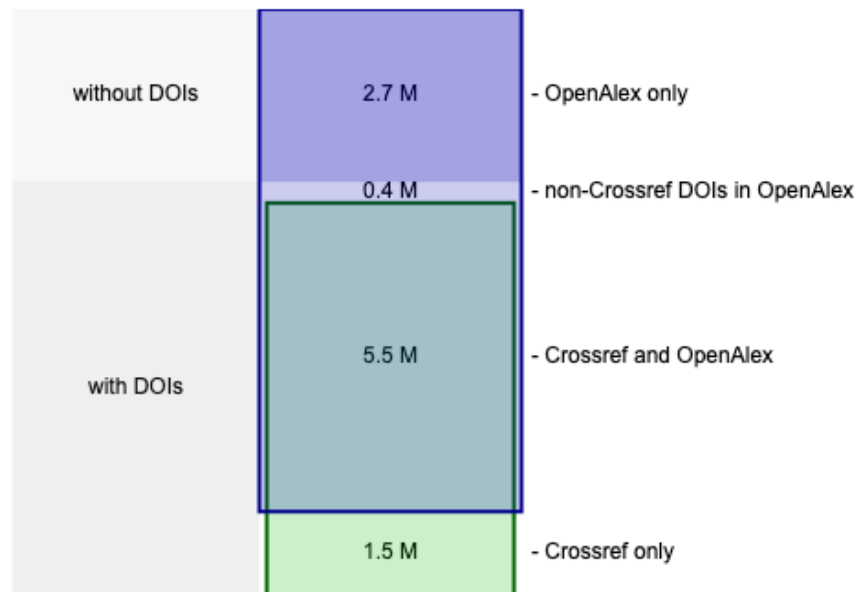 without DOIs 2.7 M - OpenAlex only
0.4 M - non-Crossref DOIs in OpenAlex
5.5 M - Crossref and OpenAlex
with DOIs
1.5 M - Crossref only